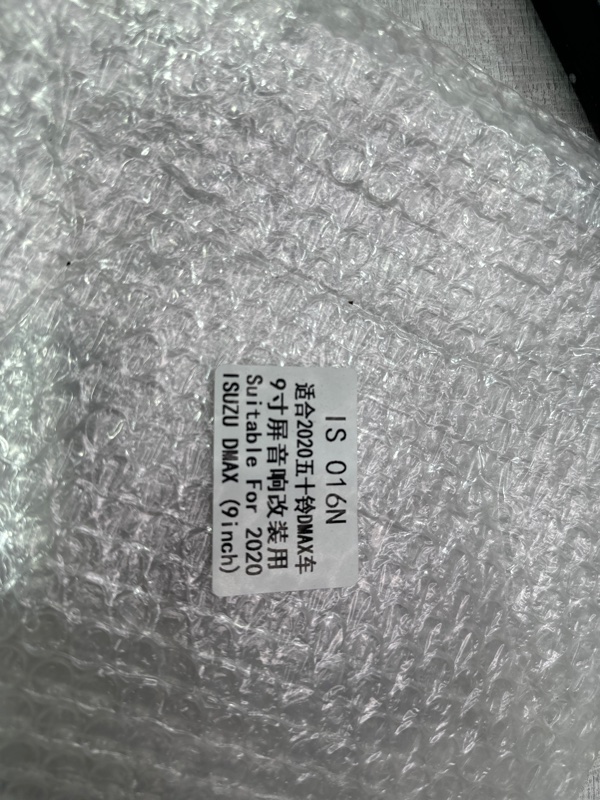 IS 016N
适合2020五十铃DMAX车
9寸屏音响改装用
Suitable For 2020
ISUZU DMAX (9inch)